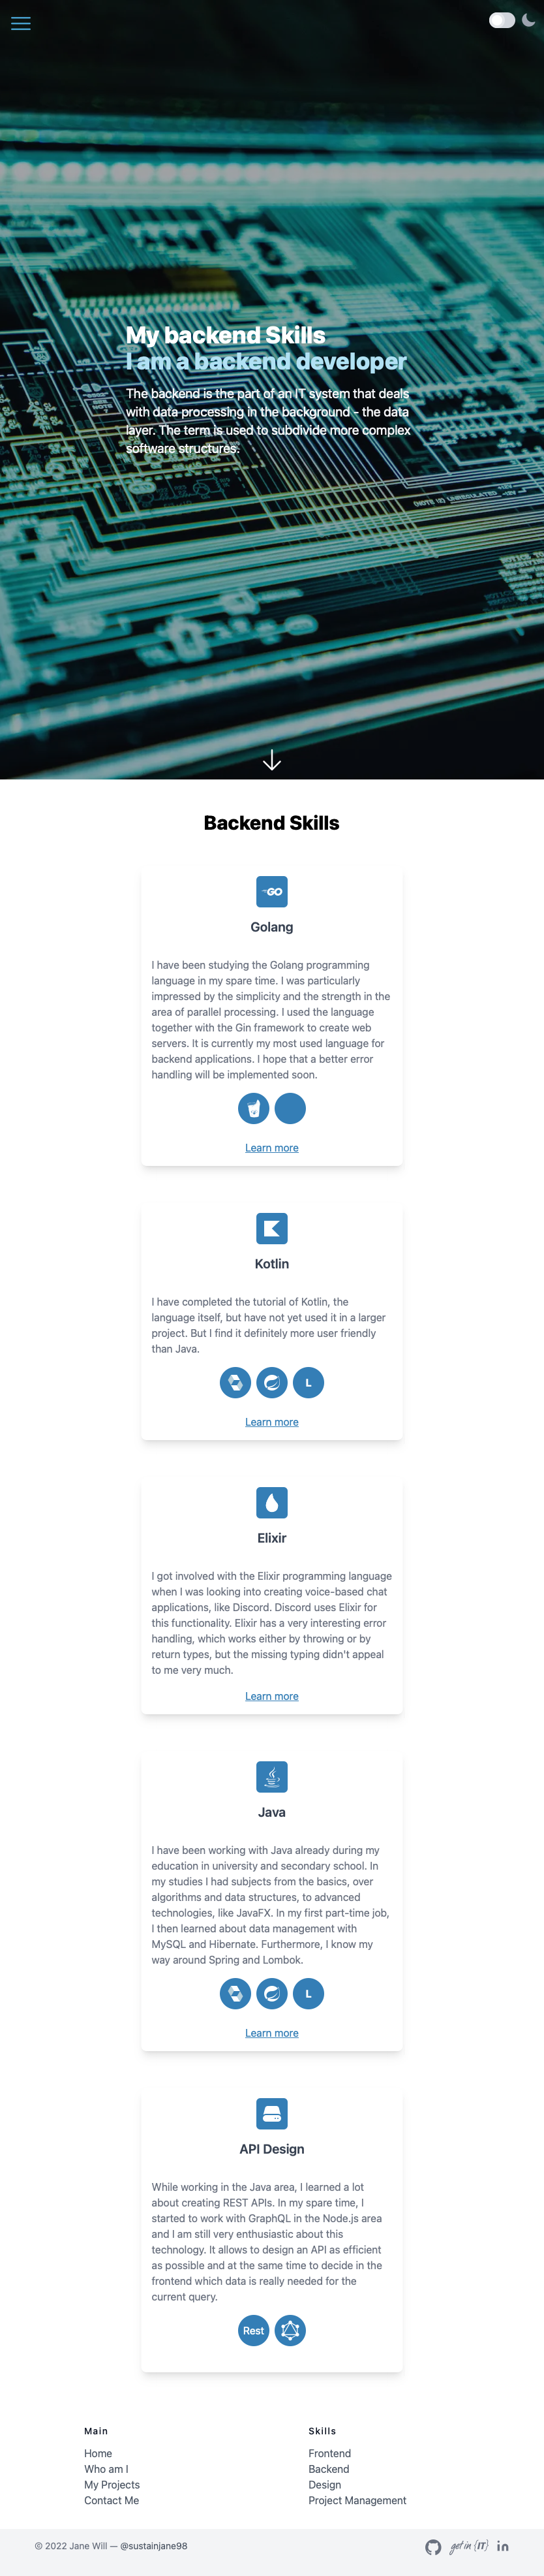 My backend Skills
I am a backend developer
The backend is the part of an IT system that deals
with data processing in the background - the data
layer. The term is used to subdivide more complex
software structures.
Backend Skills
GO
Golang
I have been studying the Golang programming
language in my spare time. I was particularly
impressed by the simplicity and the strength in the
area of parallel processing. I used the language
together with the Gin framework to create web
servers. It is currently my most used language for
backend applications. I hope that a better error
handling will be implemented soon.
Learn more
Kotlin
I have completed the tutorial of Kotlin, the
language itself, but have not yet used it in a larger
project. But I find it definitely more user friendly
than Java.
L
Learn more
Elixir
I got involved with the Elixir programming language
when I was looking into creating voice-based chat
applications, like Discord. Discord uses Elixir for
this functionality. Elixir has a very interesting error
handling, which works either by throwing or by
return types, but the missing typing didn't appeal
to me very much.
Learn more
Java
I have been working with Java already during my
education in university and secondary school. In
my studies I had subjects from the basics, over
algorithms and data structures, to advanced
technologies, like JavaFX. In my first part-time job,
I then learned about data management with
MySQL and Hibernate. Furthermore, I know my
way around Spring and Lombok.
L
Learn more
API Design
While working in the Java area, I learned a lot
about creating REST APIs. In my spare time, I
started to work with GraphQL in the Node.js area
and I am still very enthusiastic about this
technology. It allows to design an API as efficient
as possible and at the same time to decide in the
frontend which data is really needed for the
current query.
Rest
Main
Home
Who am I
My Projects
Contact Me
Skills
Frontend
Backend
Design
Project Management
© 2022 Jane Will — @sustainjane98
get in {IT}
in